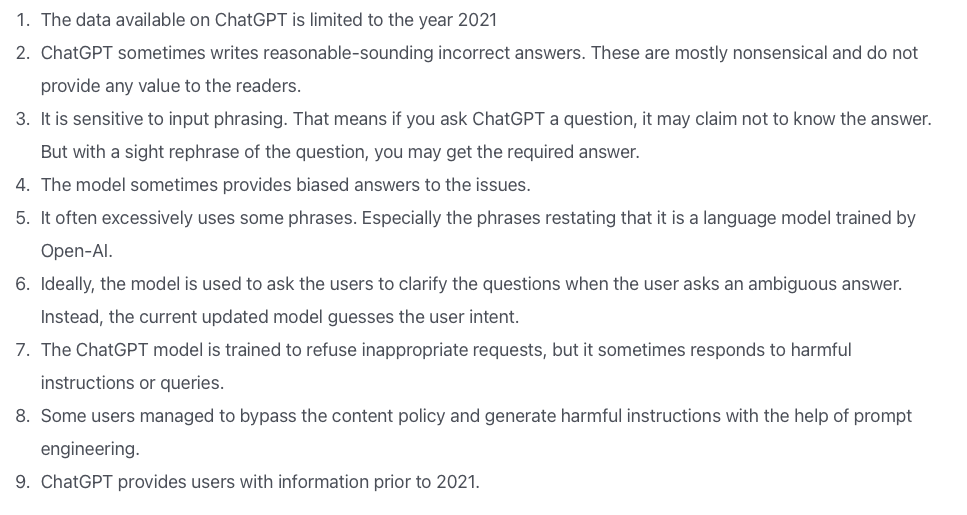 1. The data available on ChatGPT is limited to the year 2021
2. ChatGPT sometimes writes reasonable-sounding incorrect answers. These are mostly nonsensical and do not
provide any value to the readers.
3. It is sensitive to input phrasing. That means if you ask ChatGPT a question, it may claim not to know the answer.
But with a sight rephrase of the question, you may get the required answer.
4. The model sometimes provides biased answers to the issues.
5. It often excessively uses some phrases. Especially the phrases restating that it is a language model trained by
Open-AI.
6. Ideally, the model is used to ask the users to clarify the questions when the user asks an ambiguous answer.
Instead, the current updated model guesses the user intent.
7. The ChatGPT model is trained to refuse inappropriate requests, but it sometimes responds to harmful
instructions or queries.
8. Some users managed to bypass the content policy and generate harmful instructions with the help of prompt
engineering.
9. ChatGPT provides users with information prior to 2021.